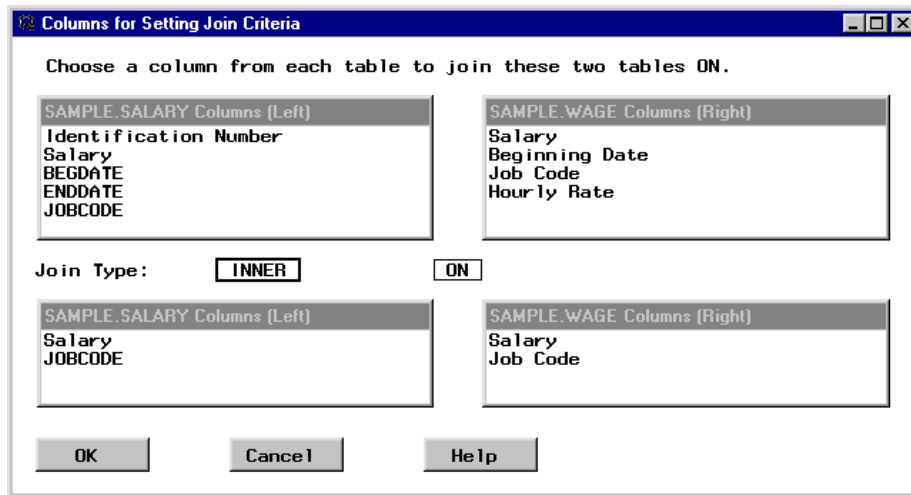 Columns for Setting Join Criteria
Choose a column from each table to join these two tables ON.
SAMPLE.SALARY Columns (Left)
Identification Number
Salary
BEGDATE
ENDDATE
JOBCODE
SAMPLE.WAGE Columns (Right)
Salary
Beginning Date
Job Code
Hourly Rate
Join Type: INNER ON
SAMPLE.SALARY Columns (Left)
Salary
JOBCODE
SAMPLE.WAGE Columns (Right)
Salary
Job Code
OK Cancel Help